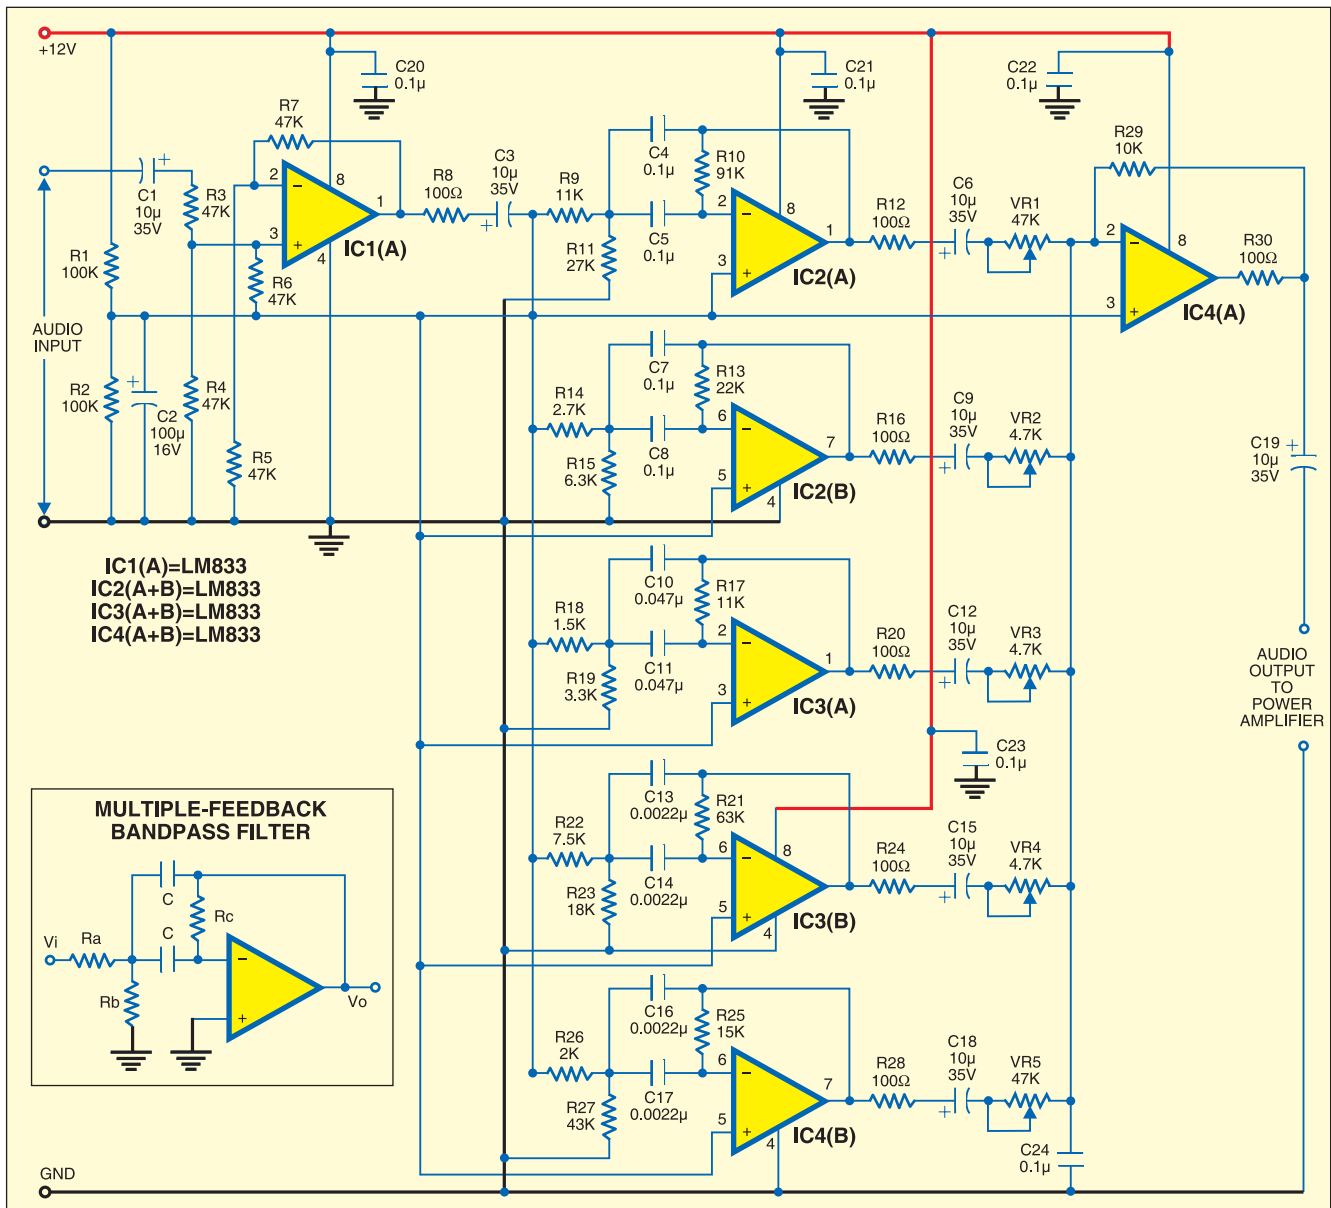 +12V
C20
0.1µ
C21
0.1µ
C22
0.1µ
R7
47K
C1
10µ
35V
R3
47K
2
−
8
1
3
+
4
IC1(A)
R8
100Ω
C3
10µ
35V
+
R9
11K
C4
0.1µ
C5
0.1µ
R10
91K
R11
27K
2
−
8
1
3
+
IC2(A)
R12
100Ω
C6
10µ
35V
+
VR1
47K
R29
10K
2
−
8
3
+
IC4(A)
R30
100Ω
R1
100K
R6
47K
AUDIO
INPUT
R2
100K
+
C2
100µ
16V
R4
47K
R5
47K
C7
0.1µ
R13
22K
R14
2.7K
C8
0.1µ
R15
6.3K
6
−
7
5
+
4
IC2(B)
R16
100Ω
C9
10µ
35V
+
VR2
4.7K
C19
10µ
35V
+
IC1(A)=LM833
IC2(A+B)=LM833
IC3(A+B)=LM833
IC4(A+B)=LM833
C10
0.047µ
R17
11K
R18
1.5K
C11
0.047µ
R19
3.3K
2
−
1
3
+
IC3(A)
R20
100Ω
C12
10µ
35V
+
VR3
4.7K
AUDIO
OUTPUT
TO
POWER
AMPLIFIER
C23
0.1µ
C13
0.0022µ
R21
63K
R22
7.5K
C14
0.0022µ
R23
18K
6
−
8
5
+
4
IC3(B)
R24
100Ω
C15
10µ
35V
+
VR4
4.7K
MULTIPLE-FEEDBACK
BANDPASS FILTER
C
Rc
Vi
Ra
C
Rb
−
+
Vo
C16
0.0022µ
R25
15K
R26
2K
C17
0.0022µ
R27
43K
6
−
7
5
+
4
IC4(B)
R28
100Ω
C18
10µ
35V
+
VR5
47K
C24
0.1µ
GND